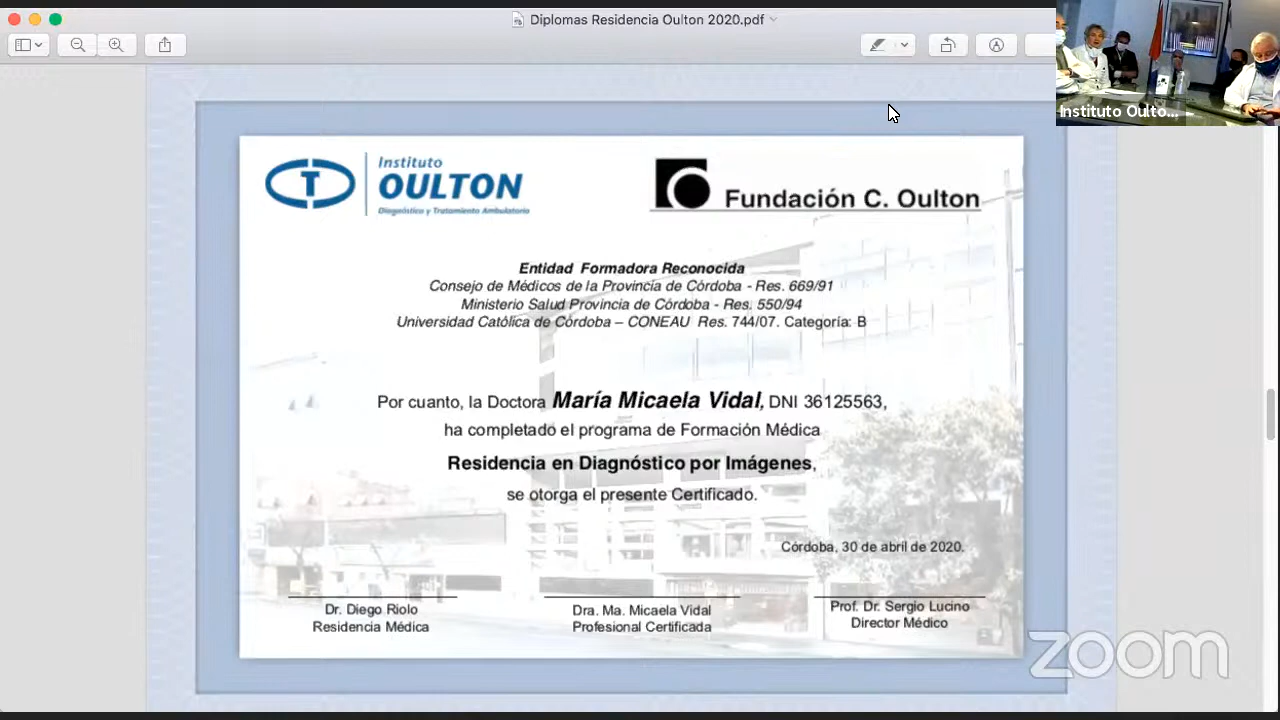 Diplomas Residencia Oulton 2020.pdf
Instituto Oulto...
Instituto
OULTON
Diagnóstico y Tratamiento Ambulatorio
Fundación C. Oulton
Entidad Formadora Reconocida
Consejo de Médicos de la Provincia de Córdoba - Res. 669/91
Ministerio Salud Provincia de Córdoba - Res. 550/94
Universidad Católica de Córdoba – CONEAU Res. 744/07. Categoría: B
Por cuanto, la Doctora María Micaela Vidal, DNI 36125563,
ha completado el programa de Formación Médica
Residencia en Diagnóstico por Imágenes,
se otorga el presente Certificado.
Córdoba, 30 de abril de 2020.
Dr. Diego Riolo
Residencia Médica
Dra. Ma. Micaela Vidal
Profesional Certificada
Prof. Dr. Sergio Lucino
Director Médico
zoom